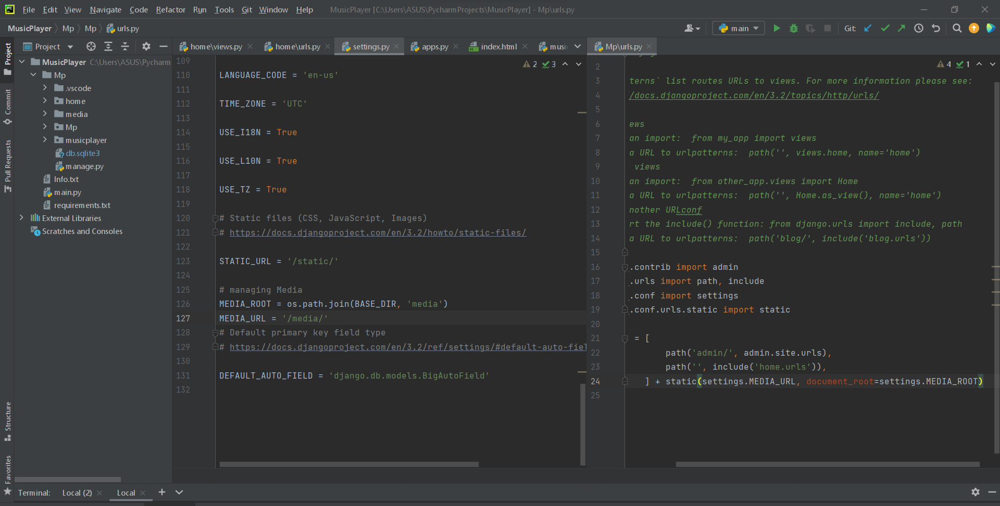 PC File Edit View Navigate Code Refactor Run Tools Git Window Help MusicPlayer [C:\Users\ASUS\PycharmProjects\MusicPlayer] - Mp\urls.py
MusicPlayer Mp Mp urls.py main Git:
Project
Commit
Pull Requests
Structure
Favorites
Project
MusicPlayer C:\Users\ASUS\Pycharm
Mp
.vscode
home
media
Mp
musicplayer
db.sqlite3
manage.py
Info.txt
main.py
requirements.txt
External Libraries
Scratches and Consoles
home\views.py home\urls.py settings.py apps.py index.html musi
2 3
109
110 LANGUAGE_CODE = 'en-us'
111
112 TIME_ZONE = 'UTC'
113
114 USE_I18N = True
115
116 USE_L10N = True
117
118 USE_TZ = True
119
120 # Static files (CSS, JavaScript, Images)
121 # https://docs.djangoproject.com/en/3.2/howto/static-files/
122
123 STATIC_URL = '/static/'
124
125 # managing Media
126 MEDIA_ROOT = os.path.join(BASE_DIR, 'media')
127 MEDIA_URL = '/media/'
128 # Default primary key field type
129 # https://docs.djangoproject.com/en/3.2/ref/settings/#default-auto-fiel
130
131 DEFAULT_AUTO_FIELD = 'django.db.models.BigAutoField'
132
Mp\urls.py
4 1
2
3 terns` list routes URLs to views. For more information please see:
4 /docs.djangoproject.com/en/3.2/topics/http/urls/
5
6 ews
7 an import:  from my_app import views
8 a URL to urlpatterns:  path('', views.home, name='home')
9 views
10 an import:  from other_app.views import Home
11 a URL to urlpatterns:  path('', Home.as_view(), name='home')
12 nother URLconf
13 rt the include() function: from django.urls import include, path
14 a URL to urlpatterns:  path('blog/', include('blog.urls'))
15
16 .contrib import admin
17 .urls import path, include
18 .conf import settings
19 .conf.urls.static import static
20
21 = [
22 path('admin/', admin.site.urls),
23 path('', include('home.urls')),
24 ] + static(settings.MEDIA_URL, document_root=settings.MEDIA_ROOT)
25
Terminal: Local (2) Local